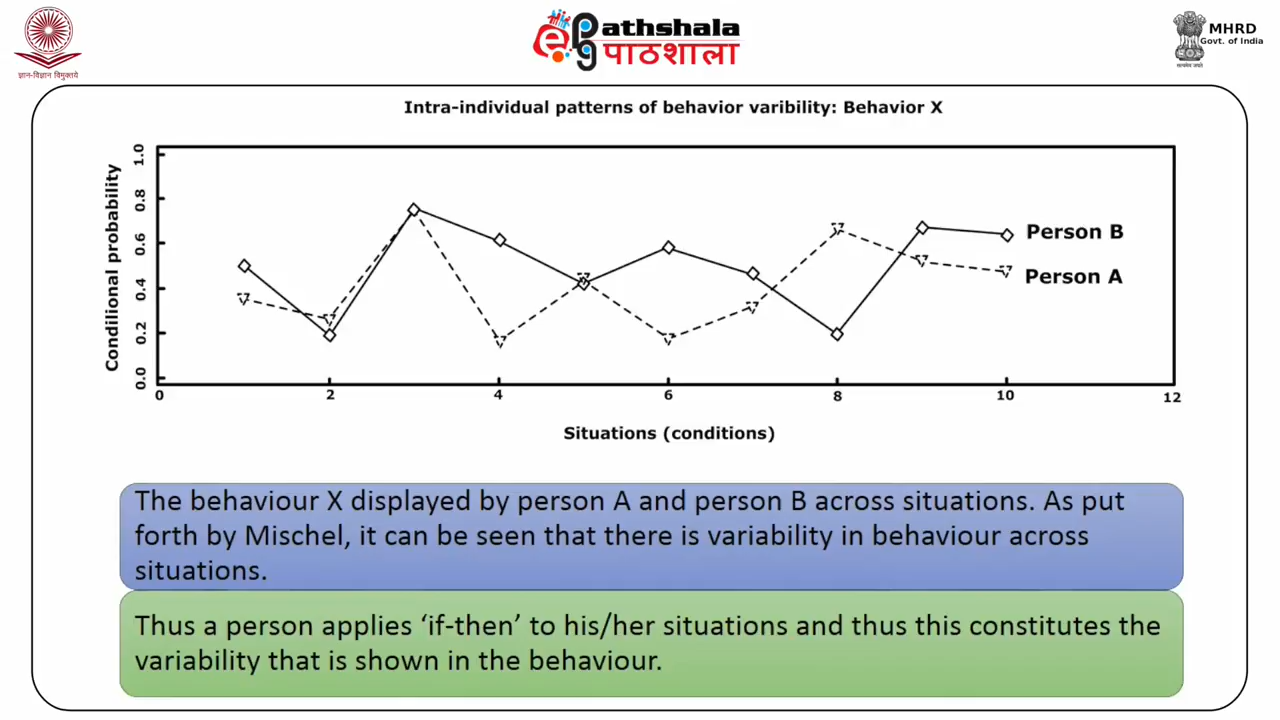 ज्ञान-विज्ञान विमुक्तये
Pathshala
पाठशाला
MHRD
Govt. of India
सत्यमेव जयते
Intra-individual patterns of behavior varibility: Behavior X
Condilional probability
1.0
0.8
0.6
0.4
0.2
0.0
Person B
Person A
0 2 4 6 8 10 12
Situations (conditions)
The behaviour X displayed by person A and person B across situations. As put
forth by Mischel, it can be seen that there is variability in behaviour across
situations.
Thus a person applies ‘if-then’ to his/her situations and thus this constitutes the
variability that is shown in the behaviour.